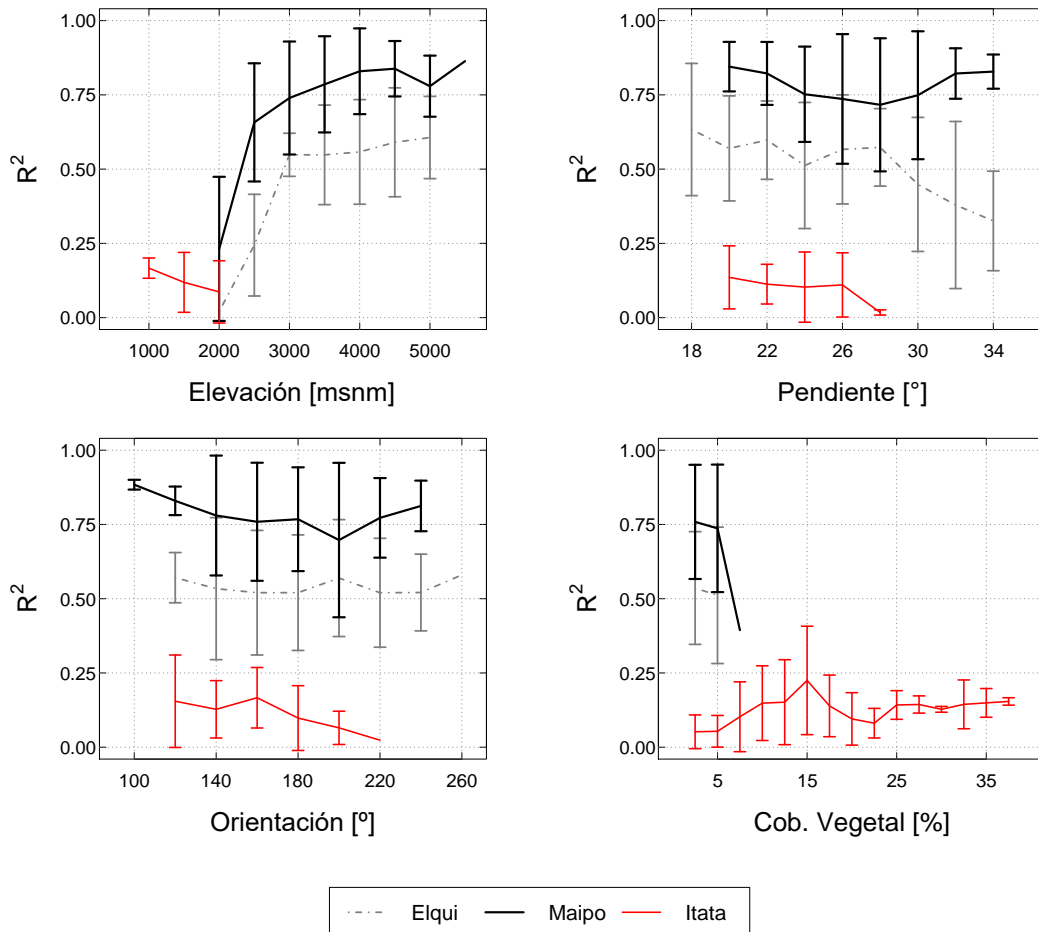 1.00
0.75
0.50
0.25
0.00
R²
1000 2000 3000 4000 5000
Elevación [msnm]
1.00
0.75
0.50
0.25
0.00
R²
18 22 26 30 34
Pendiente [°]
1.00
0.75
0.50
0.25
0.00
R²
100 140 180 220 260
Orientación [º]
1.00
0.75
0.50
0.25
0.00
R²
5 15 25 35
Cob. Vegetal [%]
Elqui Maipo Itata